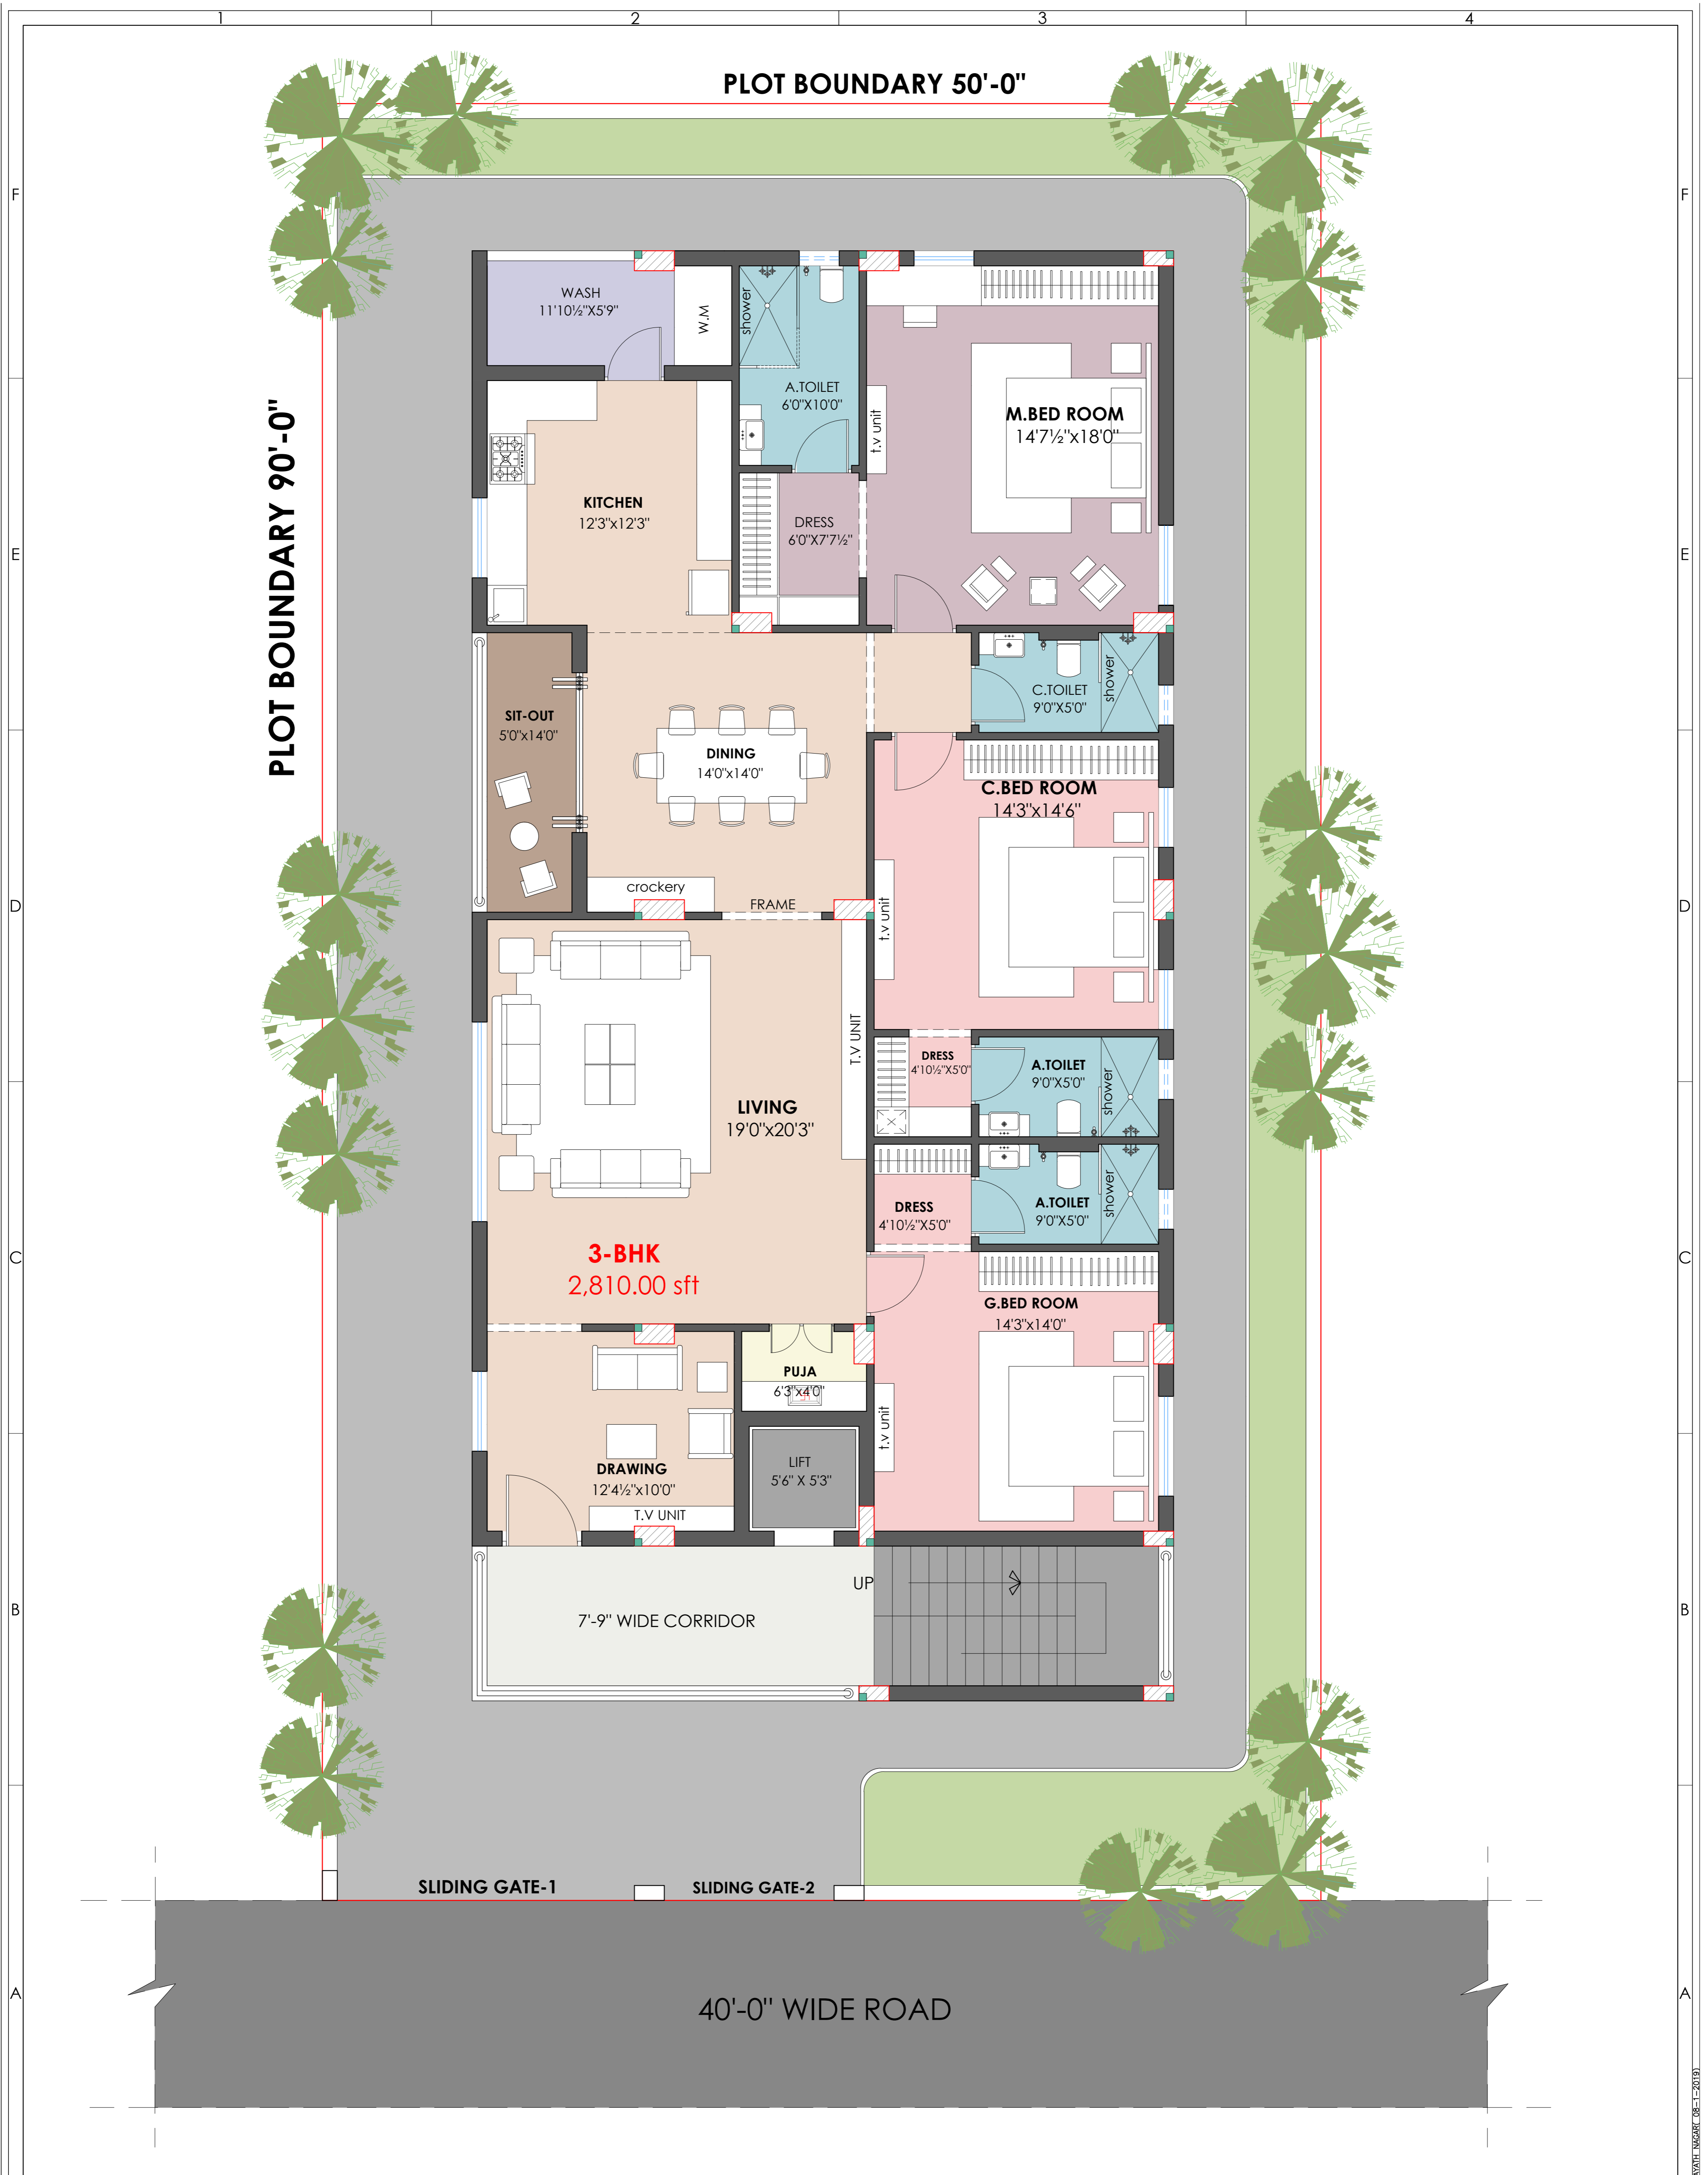 1 2 3 4
PLOT BOUNDARY 50'-0"
F F
PLOT BOUNDARY 90'-0"
WASH
11'10½"X5'9"
W.M
shower
A.TOILET
6'0"X10'0"
t.v unit
M.BED ROOM
14'7½"x18'0"
KITCHEN
12'3"x12'3"
DRESS
6'0"X7'7½"
E E
SIT-OUT
5'0"x14'0"
DINING
14'0"x14'0"
C.TOILET
9'0"X5'0"
shower
C.BED ROOM
14'3"x14'6"
t.v unit
crockery
FRAME
D D
T.V UNIT
LIVING
19'0"x20'3"
DRESS
4'10½"X5'0"
A.TOILET
9'0"X5'0"
shower
DRESS
4'10½"X5'0"
A.TOILET
9'0"X5'0"
shower
3-BHK
2,810.00 sft
C C
G.BED ROOM
14'3"x14'0"
PUJA
6'3"x4'0"
t.v unit
DRAWING
12'4½"x10'0"
T.V UNIT
LIFT
5'6" X 5'3"
UP
7'-9" WIDE CORRIDOR
B B
SLIDING GATE-1
SLIDING GATE-2
40'-0" WIDE ROAD
A A
NAGAR( 08-1-2019)